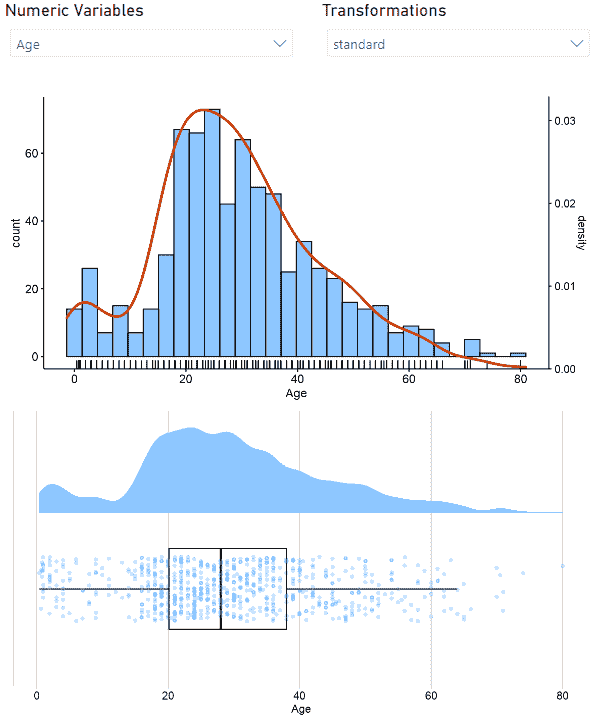 Numeric Variables Transformations
Age standard
60
40
20
0
count
0.03
0.02
0.01
0.00
density
0 20 40 60 80
Age
0 20 40 60 80
Age